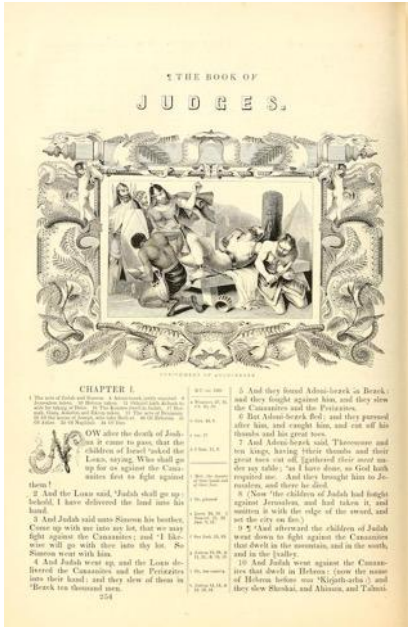 ¶ THE BOOK OF
JUDGES.
PUNISHMENT OF ADONIBEZEK
CHAPTER I.
NOW after the death of Josh-
ua it came to pass, that the
children of Israel asked the
LORD, saying, Who shall go
up for us against the Cana-
anites first to fight against
them?
2 And the LORD said, Judah shall go up:
behold, I have delivered the land into his
hand.
3 And Judah said unto Simeon his brother,
Come up with me into my lot, that we may
fight against the Canaanites; and I like-
wise will go with thee into thy lot. So
Simeon went with him.
4 And Judah went up, and the LORD de-
livered the Canaanites and the Perizzites
into their hand: and they slew of them in
Bezek ten thousand men.
254
5 And they found Adoni-bezek in Bezek:
and they fought against him, and they slew
the Canaanites and the Perizzites.
6 But Adoni-bezek fled; and they pursued
after him, and caught him, and cut off his
thumbs and his great toes.
7 And Adoni-bezek said, Threescore and
ten kings, having their thumbs and their
great toes cut off, gathered their meat un-
der my table; as I have done, so God hath
requited me. And they brought him to Je-
rusalem, and there he died.
8 (Now the children of Judah had fought
against Jerusalem, and had taken it, and
smitten it with the edge of the sword, and
set the city on fire.)
9 ¶ And afterward the children of Judah
went down to fight against the Canaanites
that dwelt in the mountain, and in the south,
and in the valley.
10 And Judah went against the Canaan-
ites that dwelt in Hebron: (now the name
of Hebron before was Kirjath-arba:) and
they slew Sheshai, and Ahiman, and Talmai.